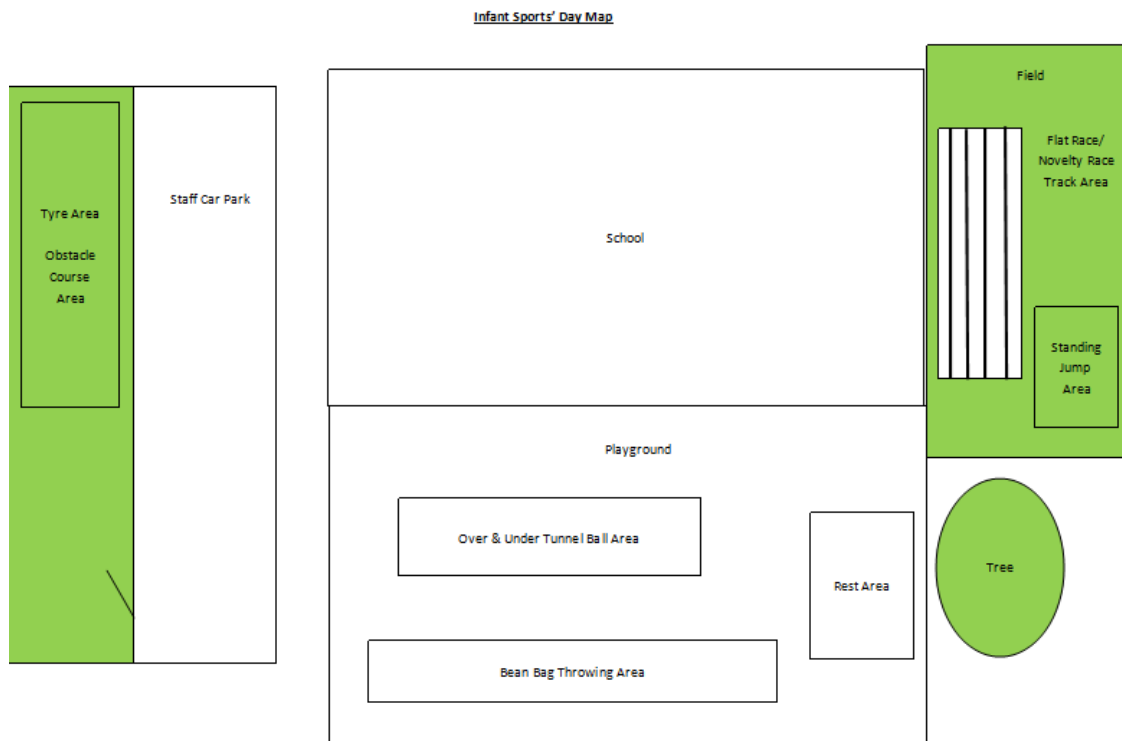 Infant Sports' Day Map
Field
Flat Race/
Novelty Race
Track Area
Staff Car Park
Tyre Area
Obstacle
Course
Area
School
Standing
Jump
Area
Playground
Over & Under Tunnel Ball Area
Rest Area
Tree
Bean Bag Throwing Area